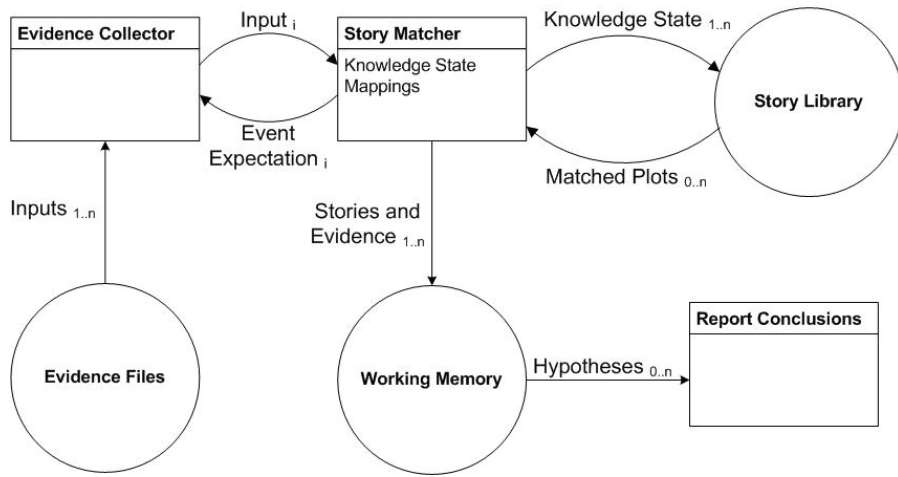 Evidence Collector
Input i
Story Matcher
Knowledge State
Mappings
Knowledge State 1..n
Story Library
Event
Expectation i
Matched Plots 0..n
Inputs 1..n
Stories and
Evidence 1..n
Evidence Files
Working Memory
Hypotheses 0..n
Report Conclusions